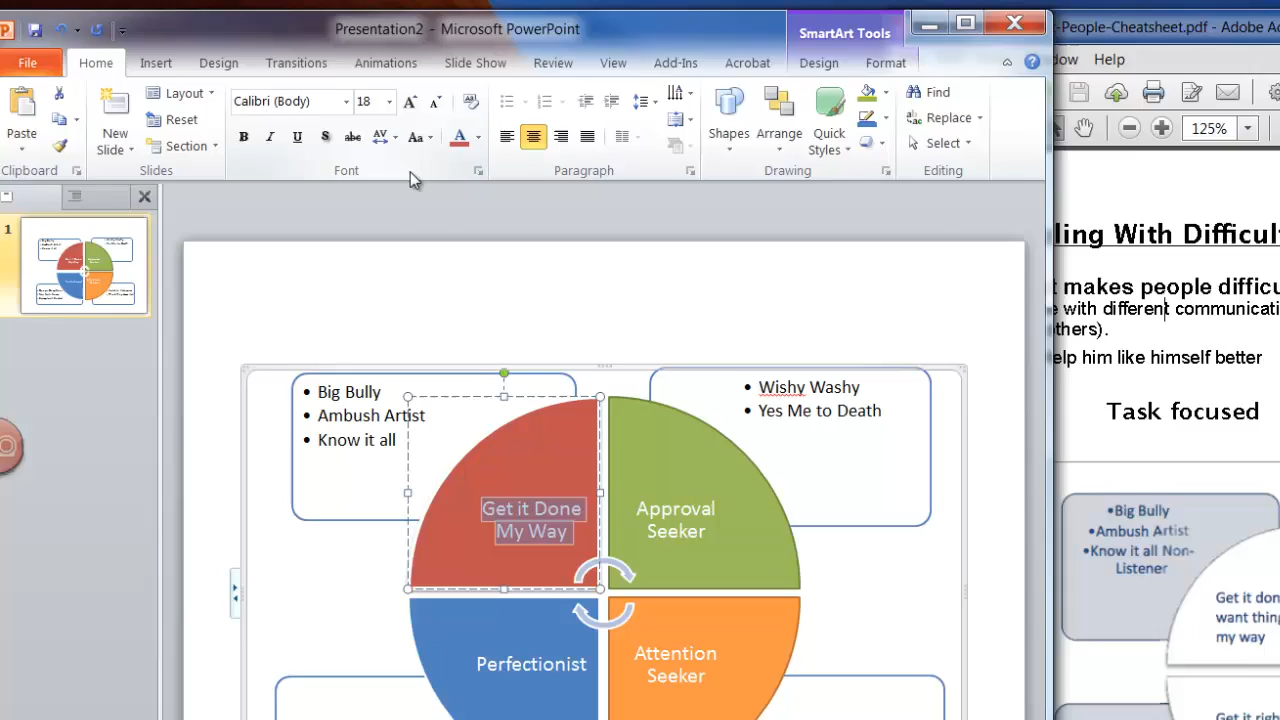 Presentation2 - Microsoft PowerPoint
SmartArt Tools
t-People-Cheatsheet.pdf - Adobe Ac
File
Home
Insert
Design
Transitions
Animations
Slide Show
Review
View
Add-Ins
Acrobat
Design
Format
dow
Help
Paste
New
Slide
Layout
Reset
Section
Calibri (Body)
18
B I U S abc AV Aa A
Shapes
Arrange
Quick
Styles
Find
Replace
Select
125%
Clipboard
Slides
Font
Paragraph
Drawing
Editing
1
• Big Bully
• Ambush Artist
• Know it all
• Wishy Washy
• Yes Me to Death
Get it Done
My Way
Approval
Seeker
Perfectionist
Attention
Seeker
ling With Difficult
t makes people difficu
e with different communicati
thers).
elp him like himself better
Task focused
•Big Bully
•Ambush Artist
•Know it all Non-
Listener
Get it don
want thing
my way
Get it righ